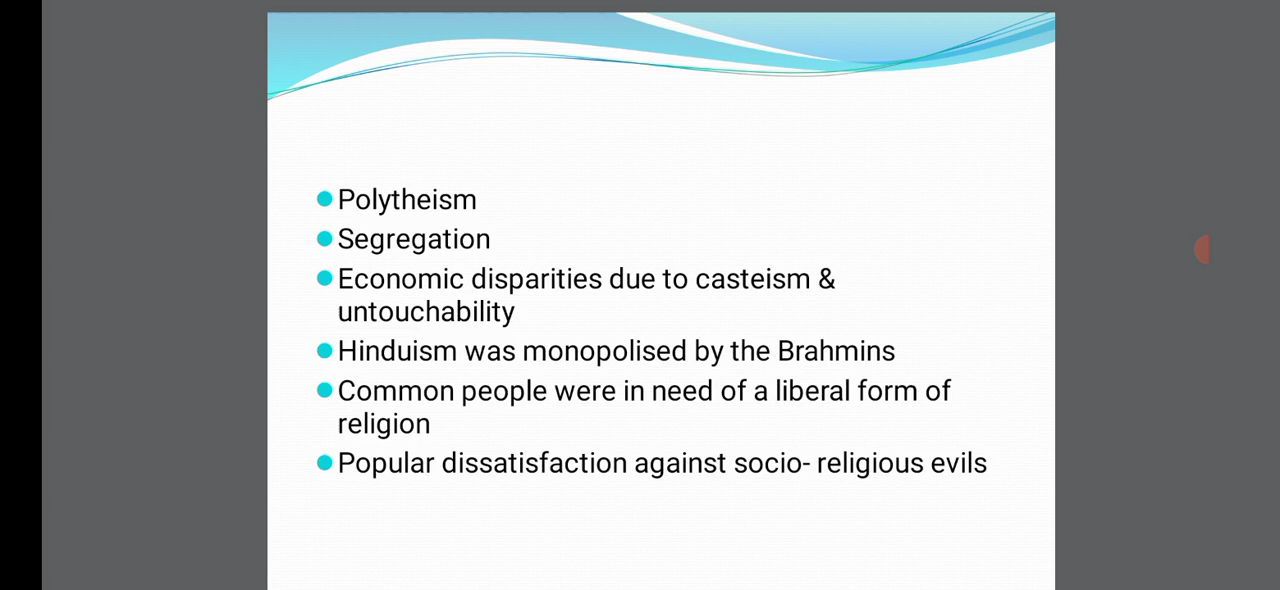 Polytheism
Segregation
Economic disparities due to casteism &
untouchability
Hinduism was monopolised by the Brahmins
Common people were in need of a liberal form of
religion
Popular dissatisfaction against socio- religious evils